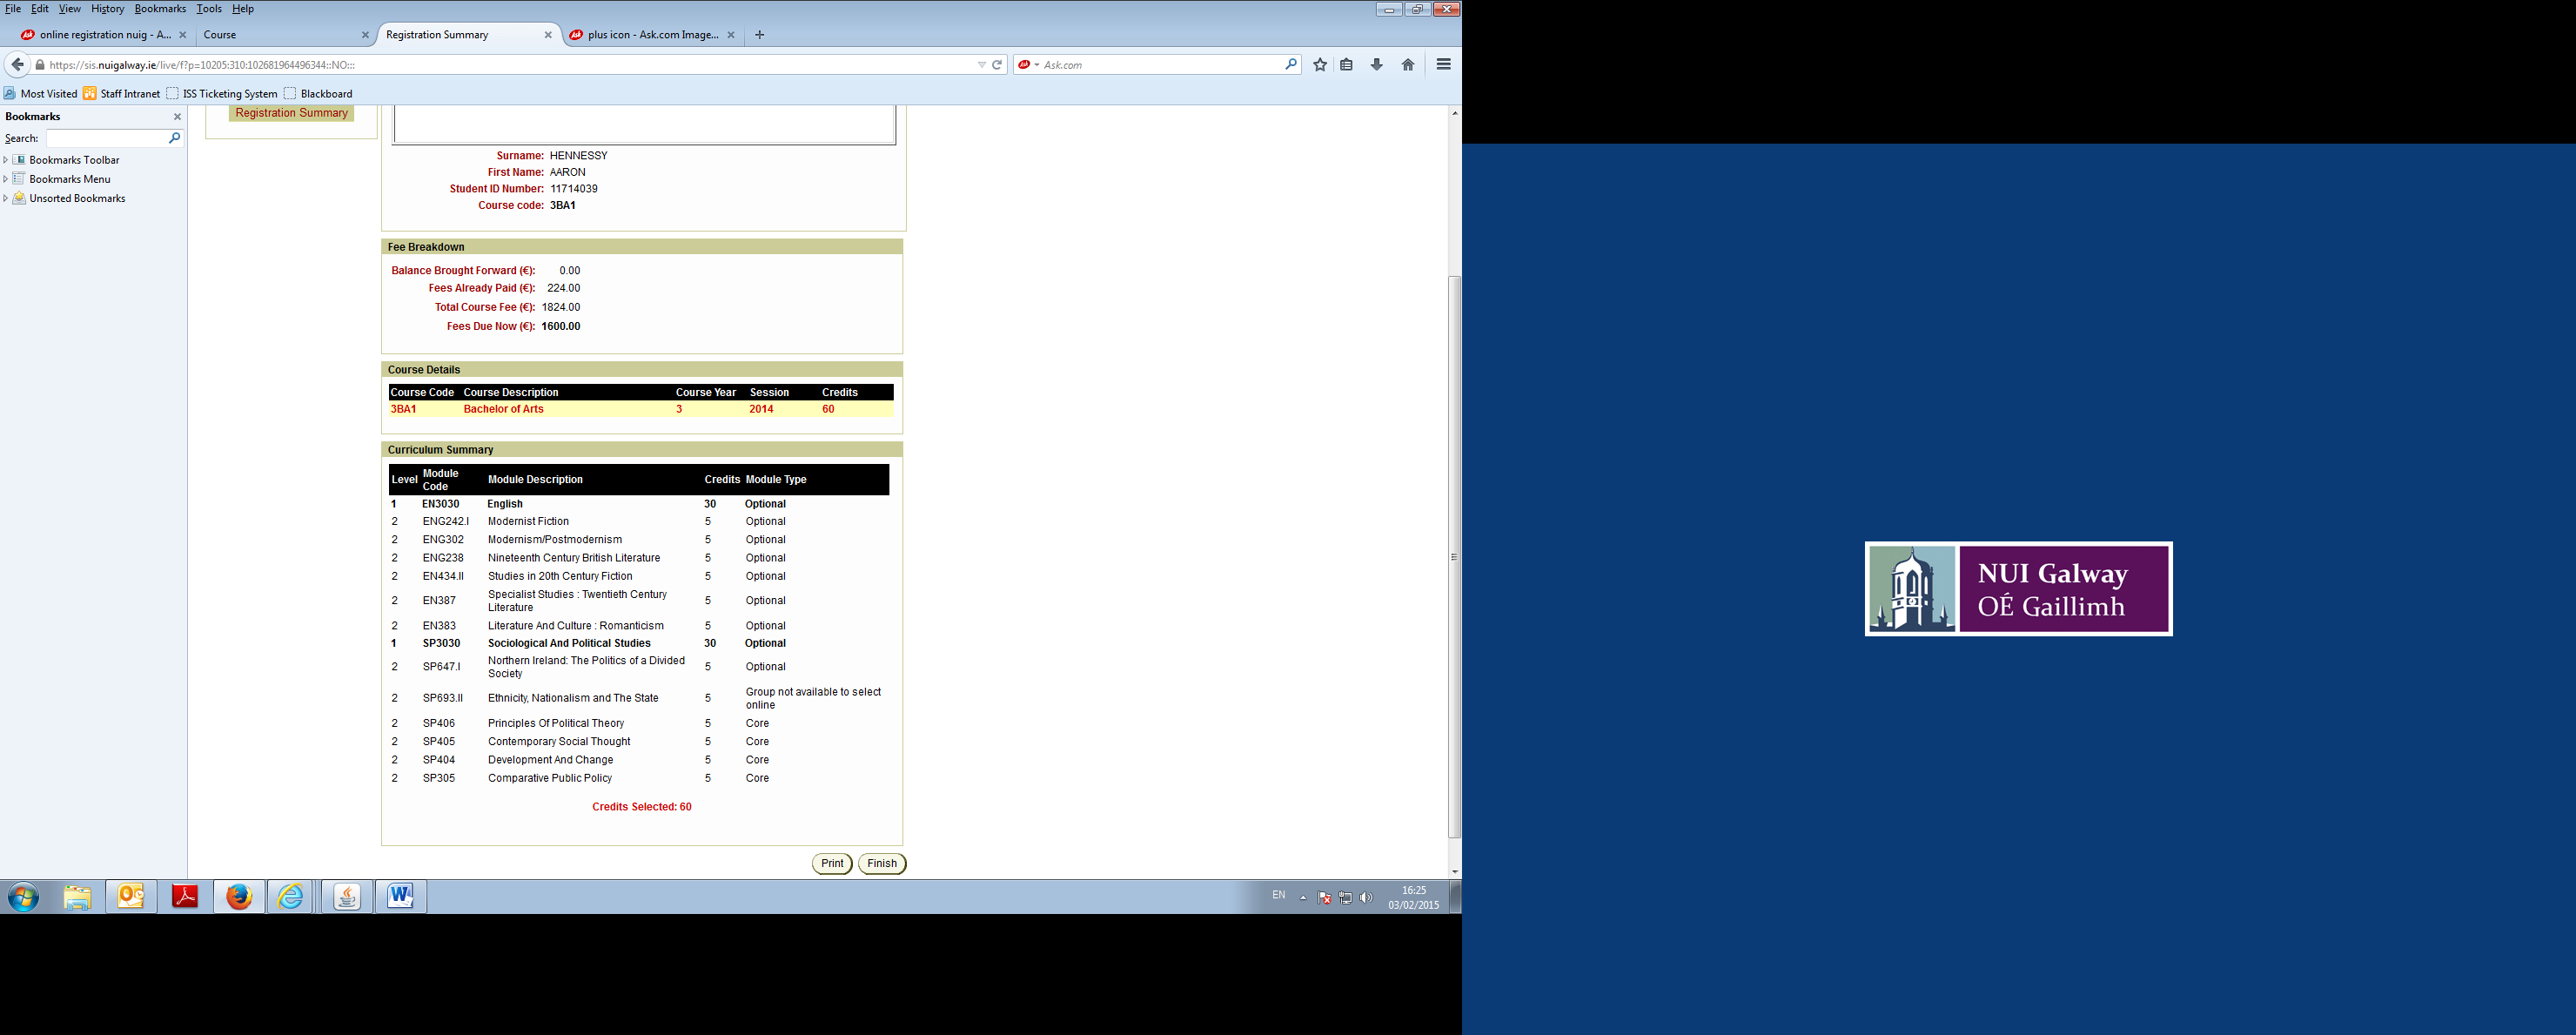 File Edit View History Bookmarks Tools Help
online registration nuig - A... Course Registration Summary plus icon - Ask.com Image...
https://sis.nuigalway.ie/live/f?p=10205:310:102681964496344::NO::: Ask.com
Most Visited Staff Intranet ISS Ticketing System Blackboard
Bookmarks
Search:
Bookmarks Toolbar
Bookmarks Menu
Unsorted Bookmarks
Registration Summary
Surname: HENNESSY
First Name: AARON
Student ID Number: 11714039
Course code: 3BA1
Fee Breakdown
Balance Brought Forward (€): 0.00
Fees Already Paid (€): 224.00
Total Course Fee (€): 1824.00
Fees Due Now (€): 1600.00
Course Details
Course Code Course Description Course Year Session Credits
3BA1 Bachelor of Arts 3 2014 60
Curriculum Summary
Level Module Code Module Description Credits Module Type
1 EN3030 English 30 Optional
2 ENG242.I Modernist Fiction 5 Optional
2 ENG302 Modernism/Postmodernism 5 Optional
2 ENG238 Nineteenth Century British Literature 5 Optional
2 EN434.II Studies in 20th Century Fiction 5 Optional
2 EN387 Specialist Studies : Twentieth Century Literature 5 Optional
2 EN383 Literature And Culture : Romanticism 5 Optional
1 SP3030 Sociological And Political Studies 30 Optional
2 SP647.I Northern Ireland: The Politics of a Divided Society 5 Optional
2 SP693.II Ethnicity, Nationalism and The State 5 Group not available to select online
2 SP406 Principles Of Political Theory 5 Core
2 SP405 Contemporary Social Thought 5 Core
2 SP404 Development And Change 5 Core
2 SP305 Comparative Public Policy 5 Core
Credits Selected: 60
Print Finish
EN 16:25
03/02/2015
NUI Galway
OÉ Gaillimh